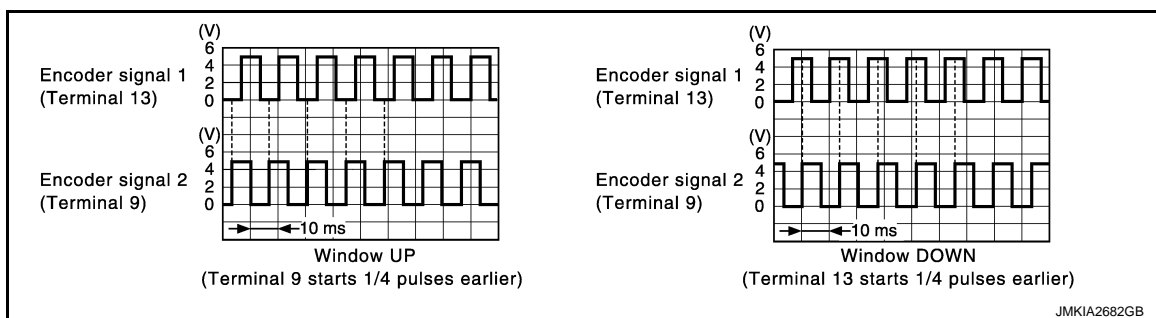 (V)
6
4
2
0
Encoder signal 1
(Terminal 13)
(V)
6
4
2
0
Encoder signal 2
(Terminal 9)
10 ms
Window UP
(Terminal 9 starts 1/4 pulses earlier)
(V)
6
4
2
0
Encoder signal 1
(Terminal 13)
(V)
6
4
2
0
Encoder signal 2
(Terminal 9)
10 ms
Window DOWN
(Terminal 13 starts 1/4 pulses earlier)
JMKIA2682GB